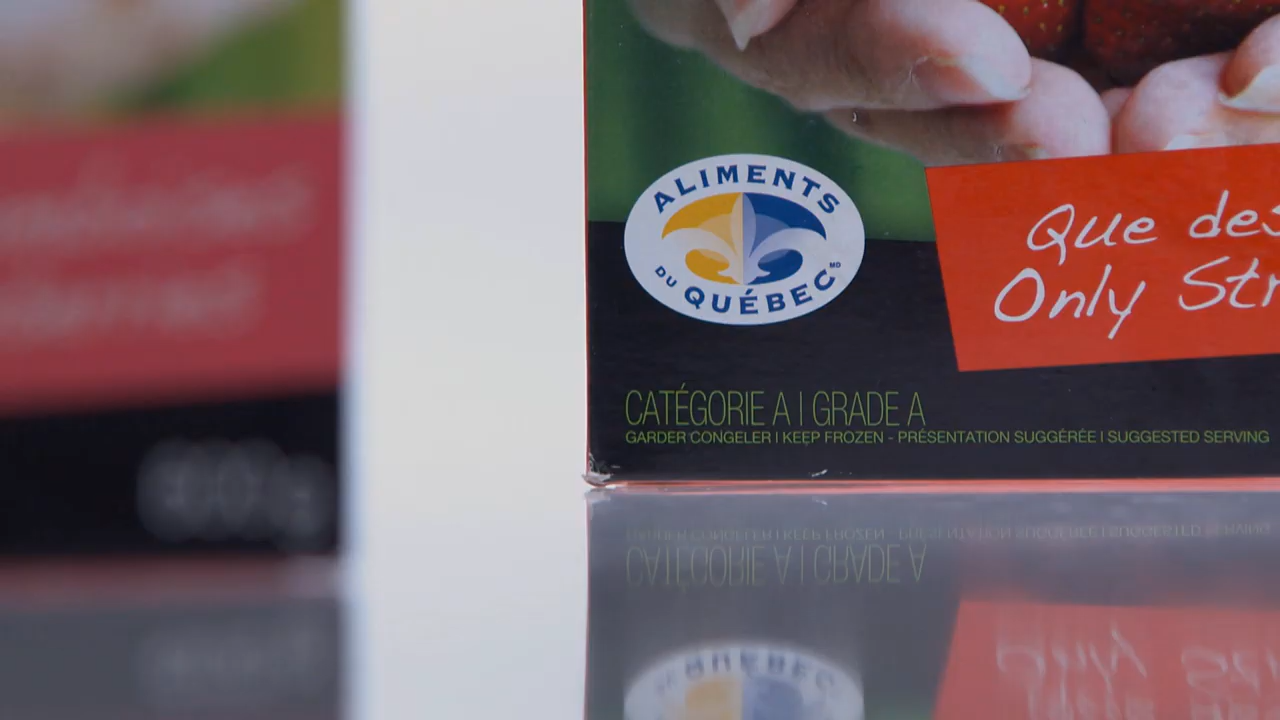 ALIMENTS
DU QUÉBEC MD
Que des
Only Str
CATÉGORIE A | GRADE A
GARDER CONGELER | KEEP FROZEN - PRÉSENTATION SUGGÉRÉE | SUGGESTED SERVING